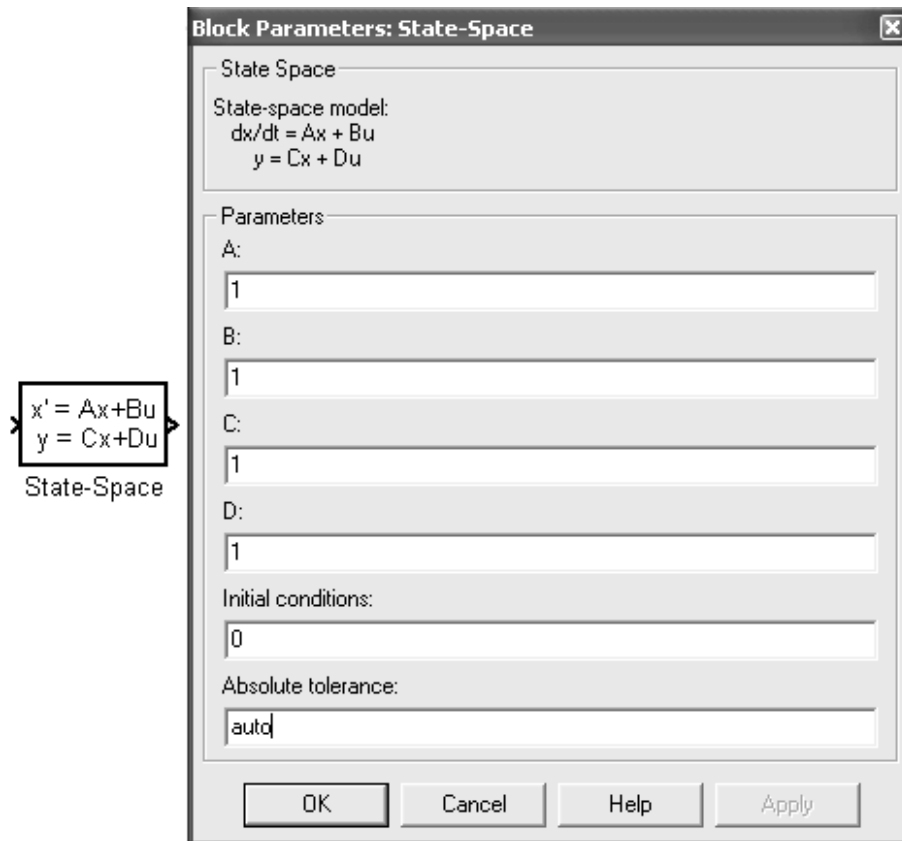 x' = Ax+Bu
y = Cx+Du
State-Space
Block Parameters: State-Space
State Space
State-space model:
dx/dt = Ax + Bu
y = Cx + Du
Parameters
A:
1
B:
1
C:
1
D:
1
Initial conditions:
0
Absolute tolerance:
auto
OK Cancel Help Apply